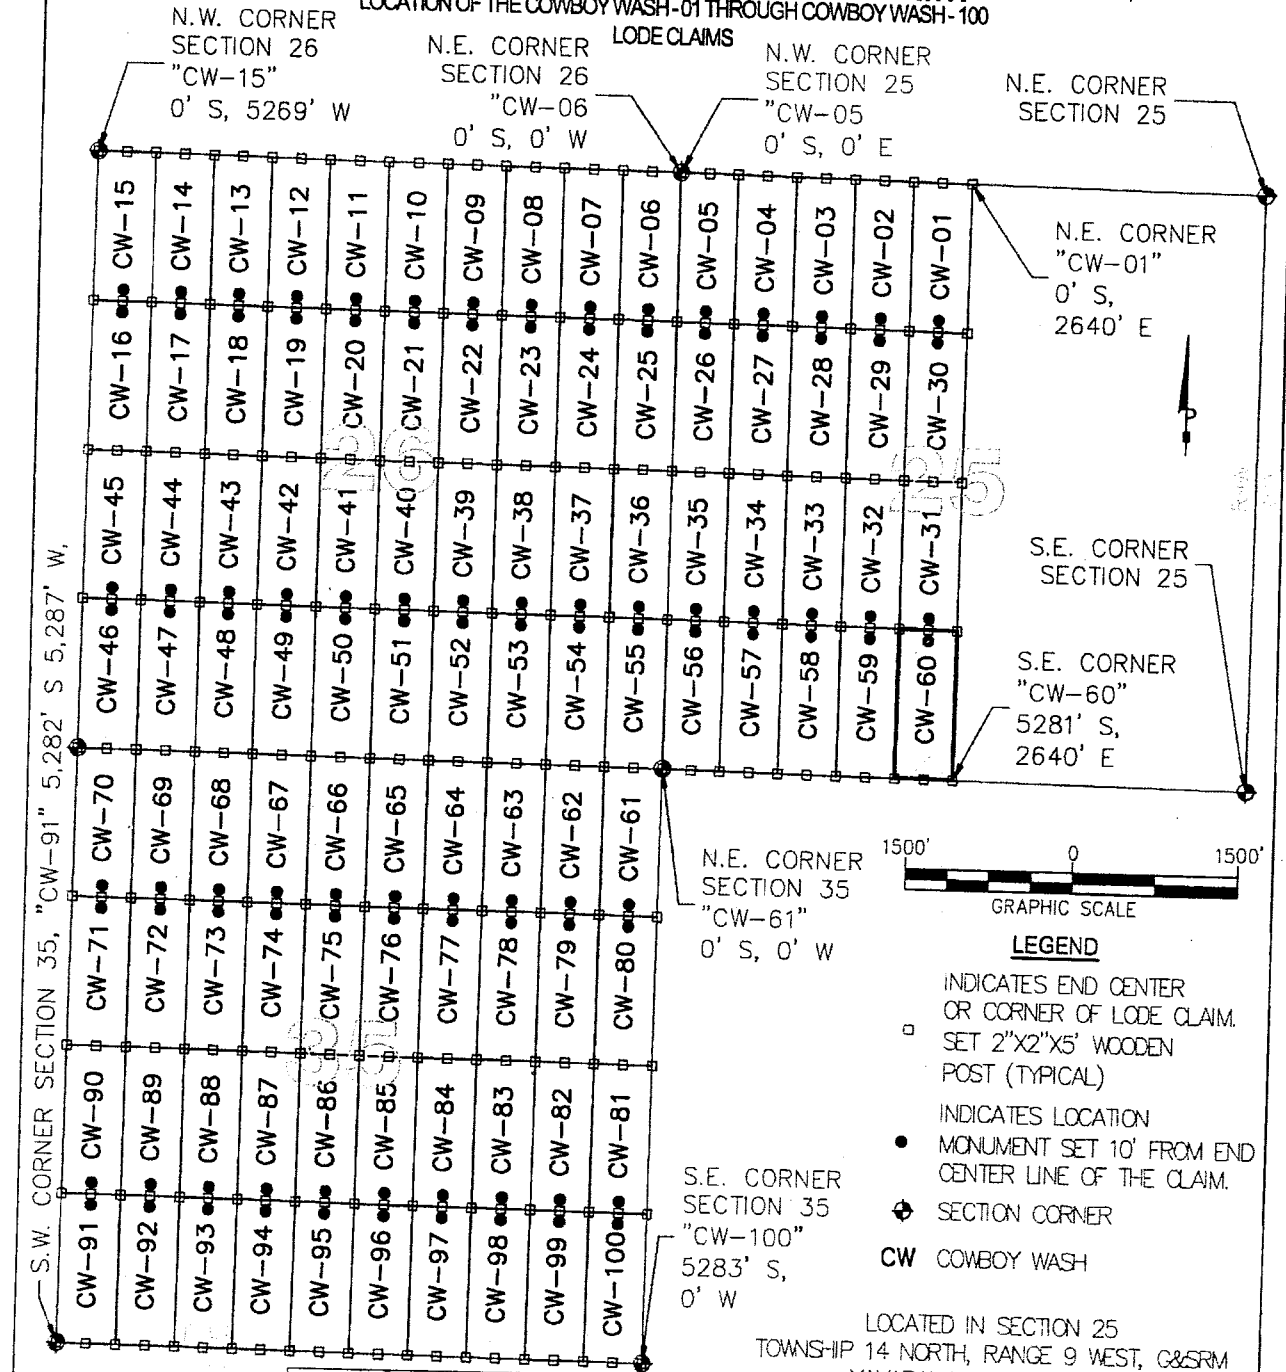 LOCATION OF THE COWBOY WASH-01 THROUGH COWBOY WASH-100
LODE CLAIMS
N.W. CORNER
SECTION 26
"CW-15"
0' S, 5269' W
N.E. CORNER
SECTION 26
"CW-06
0' S, 0' W
N.W. CORNER
SECTION 25
"CW-05
0' S, 0' E
N.E. CORNER
SECTION 25
CW-15 CW-14 CW-13 CW-12 CW-11 CW-10 CW-09 CW-08 CW-07 CW-06 CW-05 CW-04 CW-03 CW-02 CW-01
N.E. CORNER
"CW-01"
0' S,
2640' E
CW-16 CW-17 CW-18 CW-19 CW-20 CW-21 CW-22 CW-23 CW-24 CW-25 CW-26 CW-27 CW-28 CW-29 CW-30
26
25
CW-45 CW-44 CW-43 CW-42 CW-41 CW-40 CW-39 CW-38 CW-37 CW-36 CW-35 CW-34 CW-33 CW-32 CW-31
S.E. CORNER
SECTION 25
CW-46 CW-47 CW-48 CW-49 CW-50 CW-51 CW-52 CW-53 CW-54 CW-55 CW-56 CW-57 CW-58 CW-59 CW-60
S.E. CORNER
"CW-60"
5281' S,
2640' E
CW-70 CW-69 CW-68 CW-67 CW-66 CW-65 CW-64 CW-63 CW-62 CW-61
N.E. CORNER
SECTION 35
"CW-61"
0' S, 0' W
CW-71 CW-72 CW-73 CW-74 CW-75 CW-76 CW-77 CW-78 CW-79 CW-80
35
CW-90 CW-89 CW-88 CW-87 CW-86 CW-85 CW-84 CW-83 CW-82 CW-81
CW-91 CW-92 CW-93 CW-94 CW-95 CW-96 CW-97 CW-98 CW-99 CW-100
S.E. CORNER
SECTION 35
"CW-100"
5283' S,
0' W
S.W. CORNER SECTION 35, "CW-91" 5,282' S 5,287' W,
1500' 0 1500'
GRAPHIC SCALE
LEGEND
INDICATES END CENTER
OR CORNER OF LODE CLAIM.
SET 2"X2"X5' WOODEN
POST (TYPICAL)
INDICATES LOCATION
MONUMENT SET 10' FROM END
CENTER LINE OF THE CLAIM.
SECTION CORNER
CW COWBOY WASH
LOCATED IN SECTION 25
TOWNSHIP 14 NORTH, RANGE 9 WEST, G&SRM